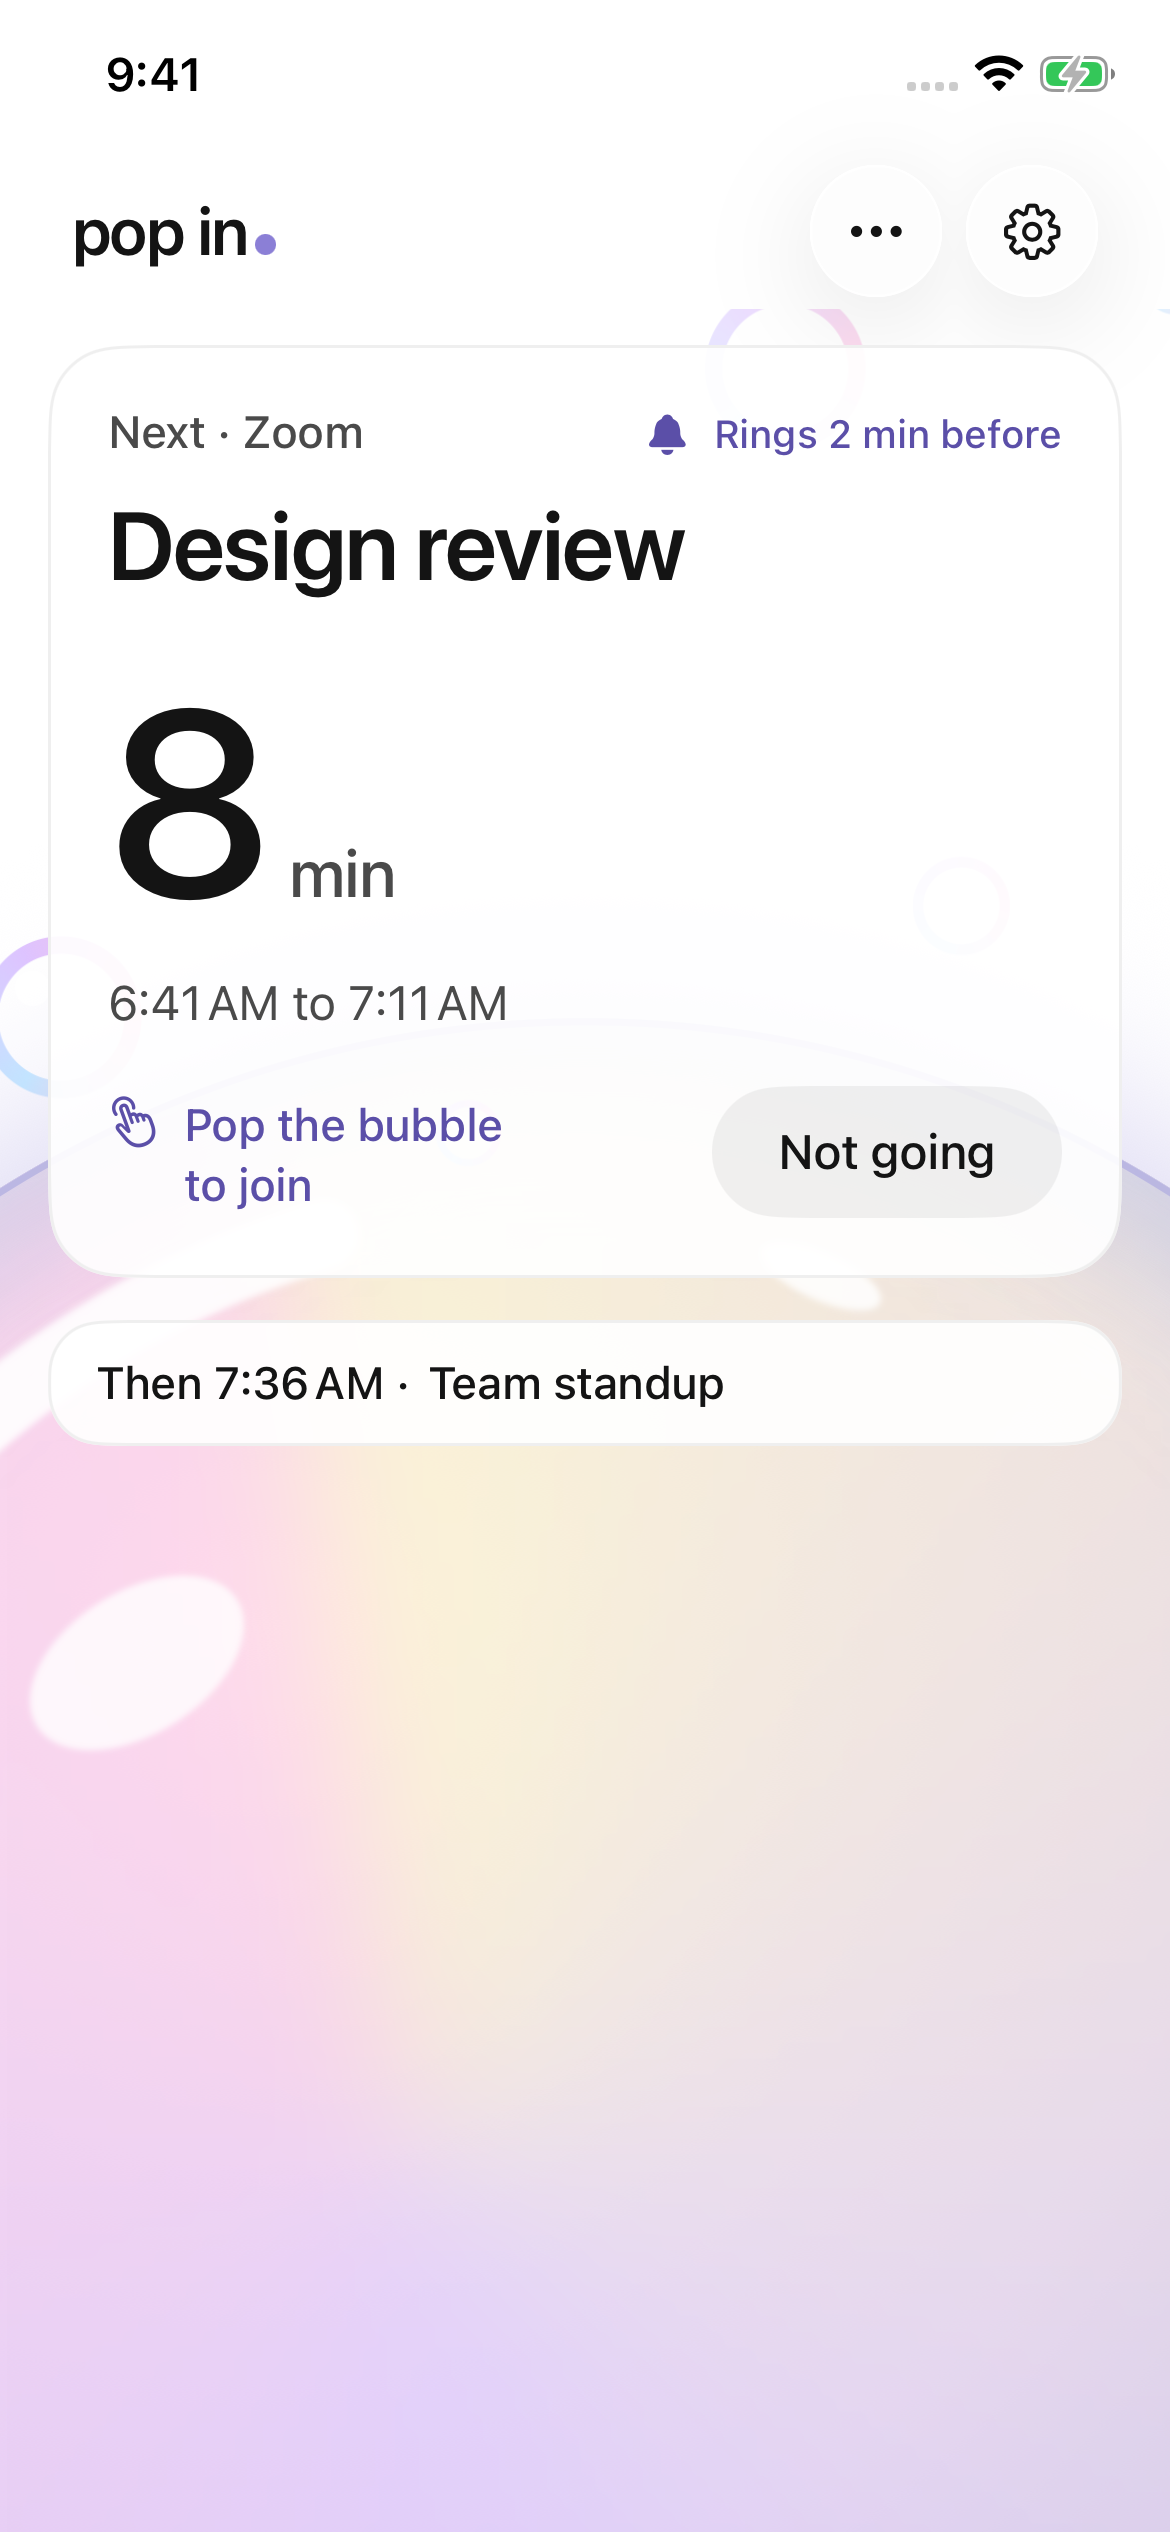 9:41
pop in
Next · Zoom
Rings 2 min before
Design review
8 min
6:41 AM to 7:11 AM
Pop the bubble
to join
Not going
Then 7:36 AM · Team standup